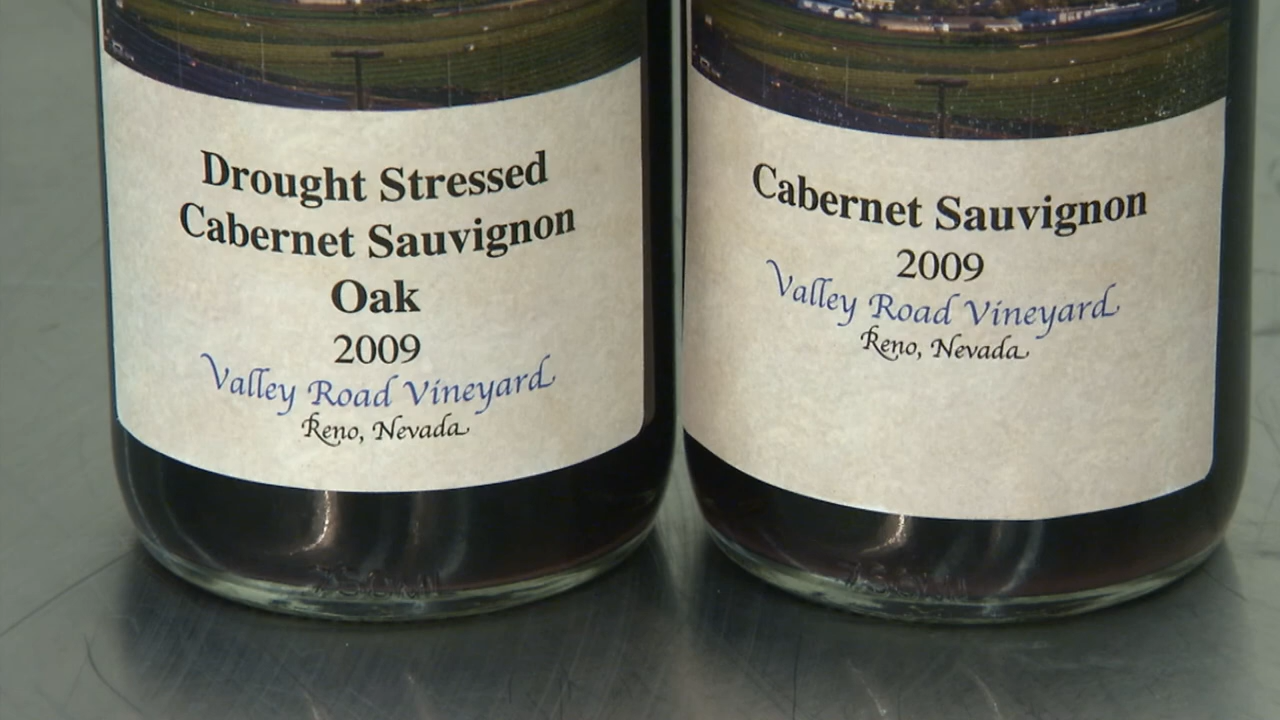 Drought Stressed
Cabernet Sauvignon
Oak
2009
Valley Road Vineyard
Reno, Nevada
750ml
Cabernet Sauvignon
2009
Valley Road Vineyard
Reno, Nevada